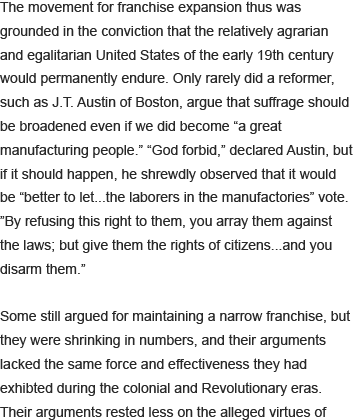 The movement for franchise expansion thus was
grounded in the conviction that the relatively agrarian
and egalitarian United States of the early 19th century
would permanently endure. Only rarely did a reformer,
such as J.T. Austin of Boston, argue that suffrage should
be broadened even if we did become “a great
manufacturing people.” “God forbid,” declared Austin, but
if it should happen, he shrewdly observed that it would
be “better to let...the laborers in the manufactories” vote.
”By refusing this right to them, you array them against
the laws; but give them the rights of citizens...and you
disarm them.”

Some still argued for maintaining a narrow franchise, but
they were shrinking in numbers, and their arguments
lacked the same force and effectiveness they had
exhibted during the colonial and Revolutionary eras.
Their arguments rested less on the alleged virtues of